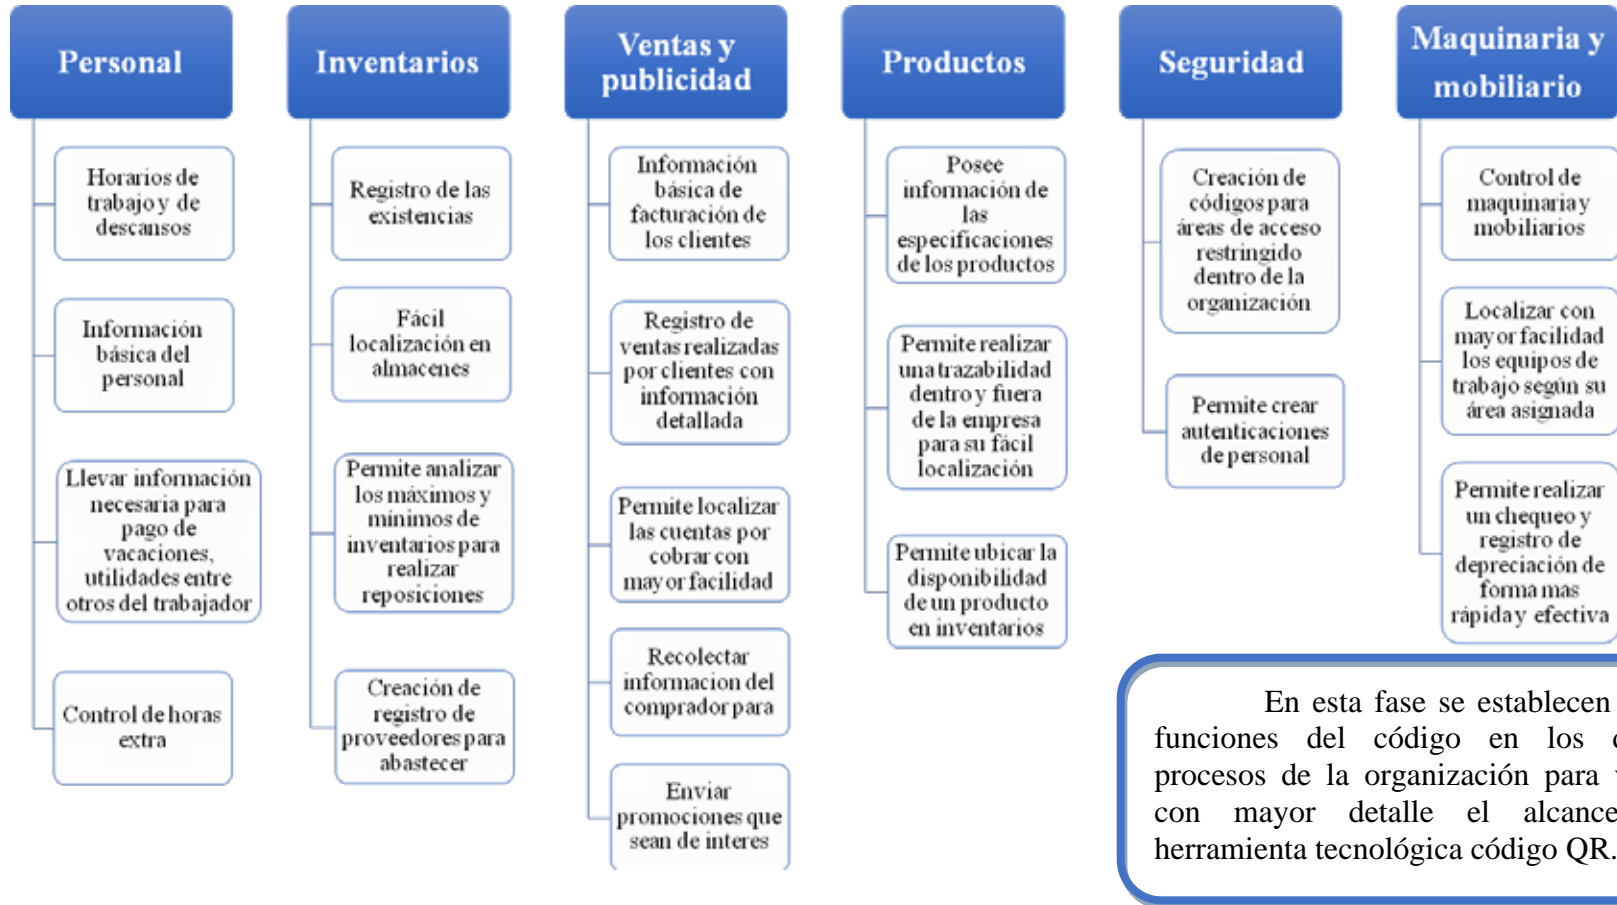 Personal
Horarios de
trabajo y de
descansos
Información
básica del
personal
Llevar información
necesaria para
pago de
vacaciones,
utilidades entre
otros del trabajador
Control de horas
extra
Inventarios
Registro de las
existencias
Fácil
localización en
almacenes
Permite analizar
los máximos y
mínimos de
inventarios para
realizar
reposiciones
Creación de
registro de
proveedores para
abastecer
Ventas y
publicidad
Información
básica de
facturación de
los clientes
Registro de
ventas realizadas
por clientes con
información
detallada
Permite localizar
las cuentas por
cobrar con
mayor facilidad
Recolectar
informacion del
comprador para
Enviar
promociones que
sean de interes
Productos
Posee
información de
las
especificaciones
de los productos
Permite realizar
una trazabilidad
dentro y fuera
de la empresa
para su fácil
localización
Permite ubicar la
disponibilidad
de un producto
en inventarios
Seguridad
Creación de
códigos para
áreas de acceso
restringido
dentro de la
organización
Permite crear
autenticaciones
de personal
Maquinaria y
mobiliario
Control de
maquinaria y
mobiliarios
Localizar con
mayor facilidad
los equipos de
trabajo según su
área asignada
Permite realizar
un chequeo y
registro de
depreciación de
forma mas
rápida y efectiva
En esta fase se establecen
funciones del código en los
procesos de la organización para
con mayor detalle el alcance
herramienta tecnológica código QR.